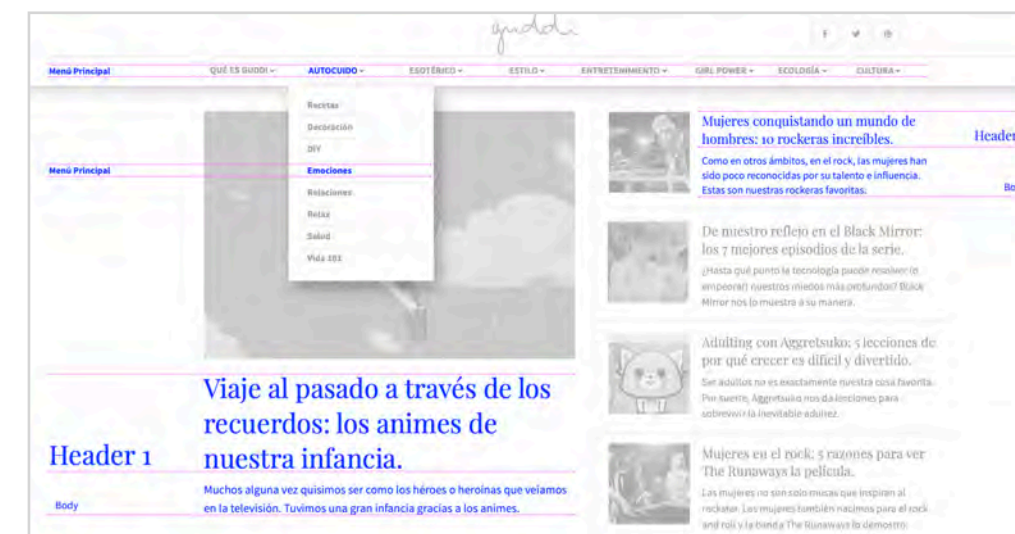 guddi
Menú Principal
QUÉ ES GUDDI
AUTOCUIDO
ESOTÉRICO
ESTILO
ENTRETENIMIENTO
GIRL POWER
ECOLOGÍA
CULTURA
Recetas
Decoración
DIY
Menú Principal
Emociones
Relaciones
Relax
Salud
Vida 101
Viaje al pasado a través de los
recuerdos: los animes de
nuestra infancia.
Header 1
Muchos alguna vez quisimos ser como los héroes o heroínas que veíamos
en la televisión. Tuvimos una gran infancia gracias a los animes.
Body
Mujeres conquistando un mundo de
hombres: 10 rockeras increíbles.
Header
Como en otros ámbitos, en el rock, las mujeres han
sido poco reconocidas por su talento e influencia.
Estas son nuestras rockeras favoritas.
Bo
De nuestro reflejo en el Black Mirror:
los 7 mejores episodios de la serie.
¿Hasta qué punto la tecnología puede resolver (o
empeorar) nuestros miedos más profundos? Black
Mirror nos lo muestra a su manera.
Adulting con Aggretsuko: 5 lecciones de
por qué crecer es difícil y divertido.
Ser adultos no es exactamente nuestra cosa favorita.
Por suerte, Aggretsuko nos da lecciones para
sobrevivir la inevitable adultez.
Mujeres en el rock: 5 razones para ver
The Runaways la película.
Las mujeres no son solo musas que inspiran al
rockstar. Las mujeres también nacimos para el rock
and roll y la banda The Runaways lo demostró.